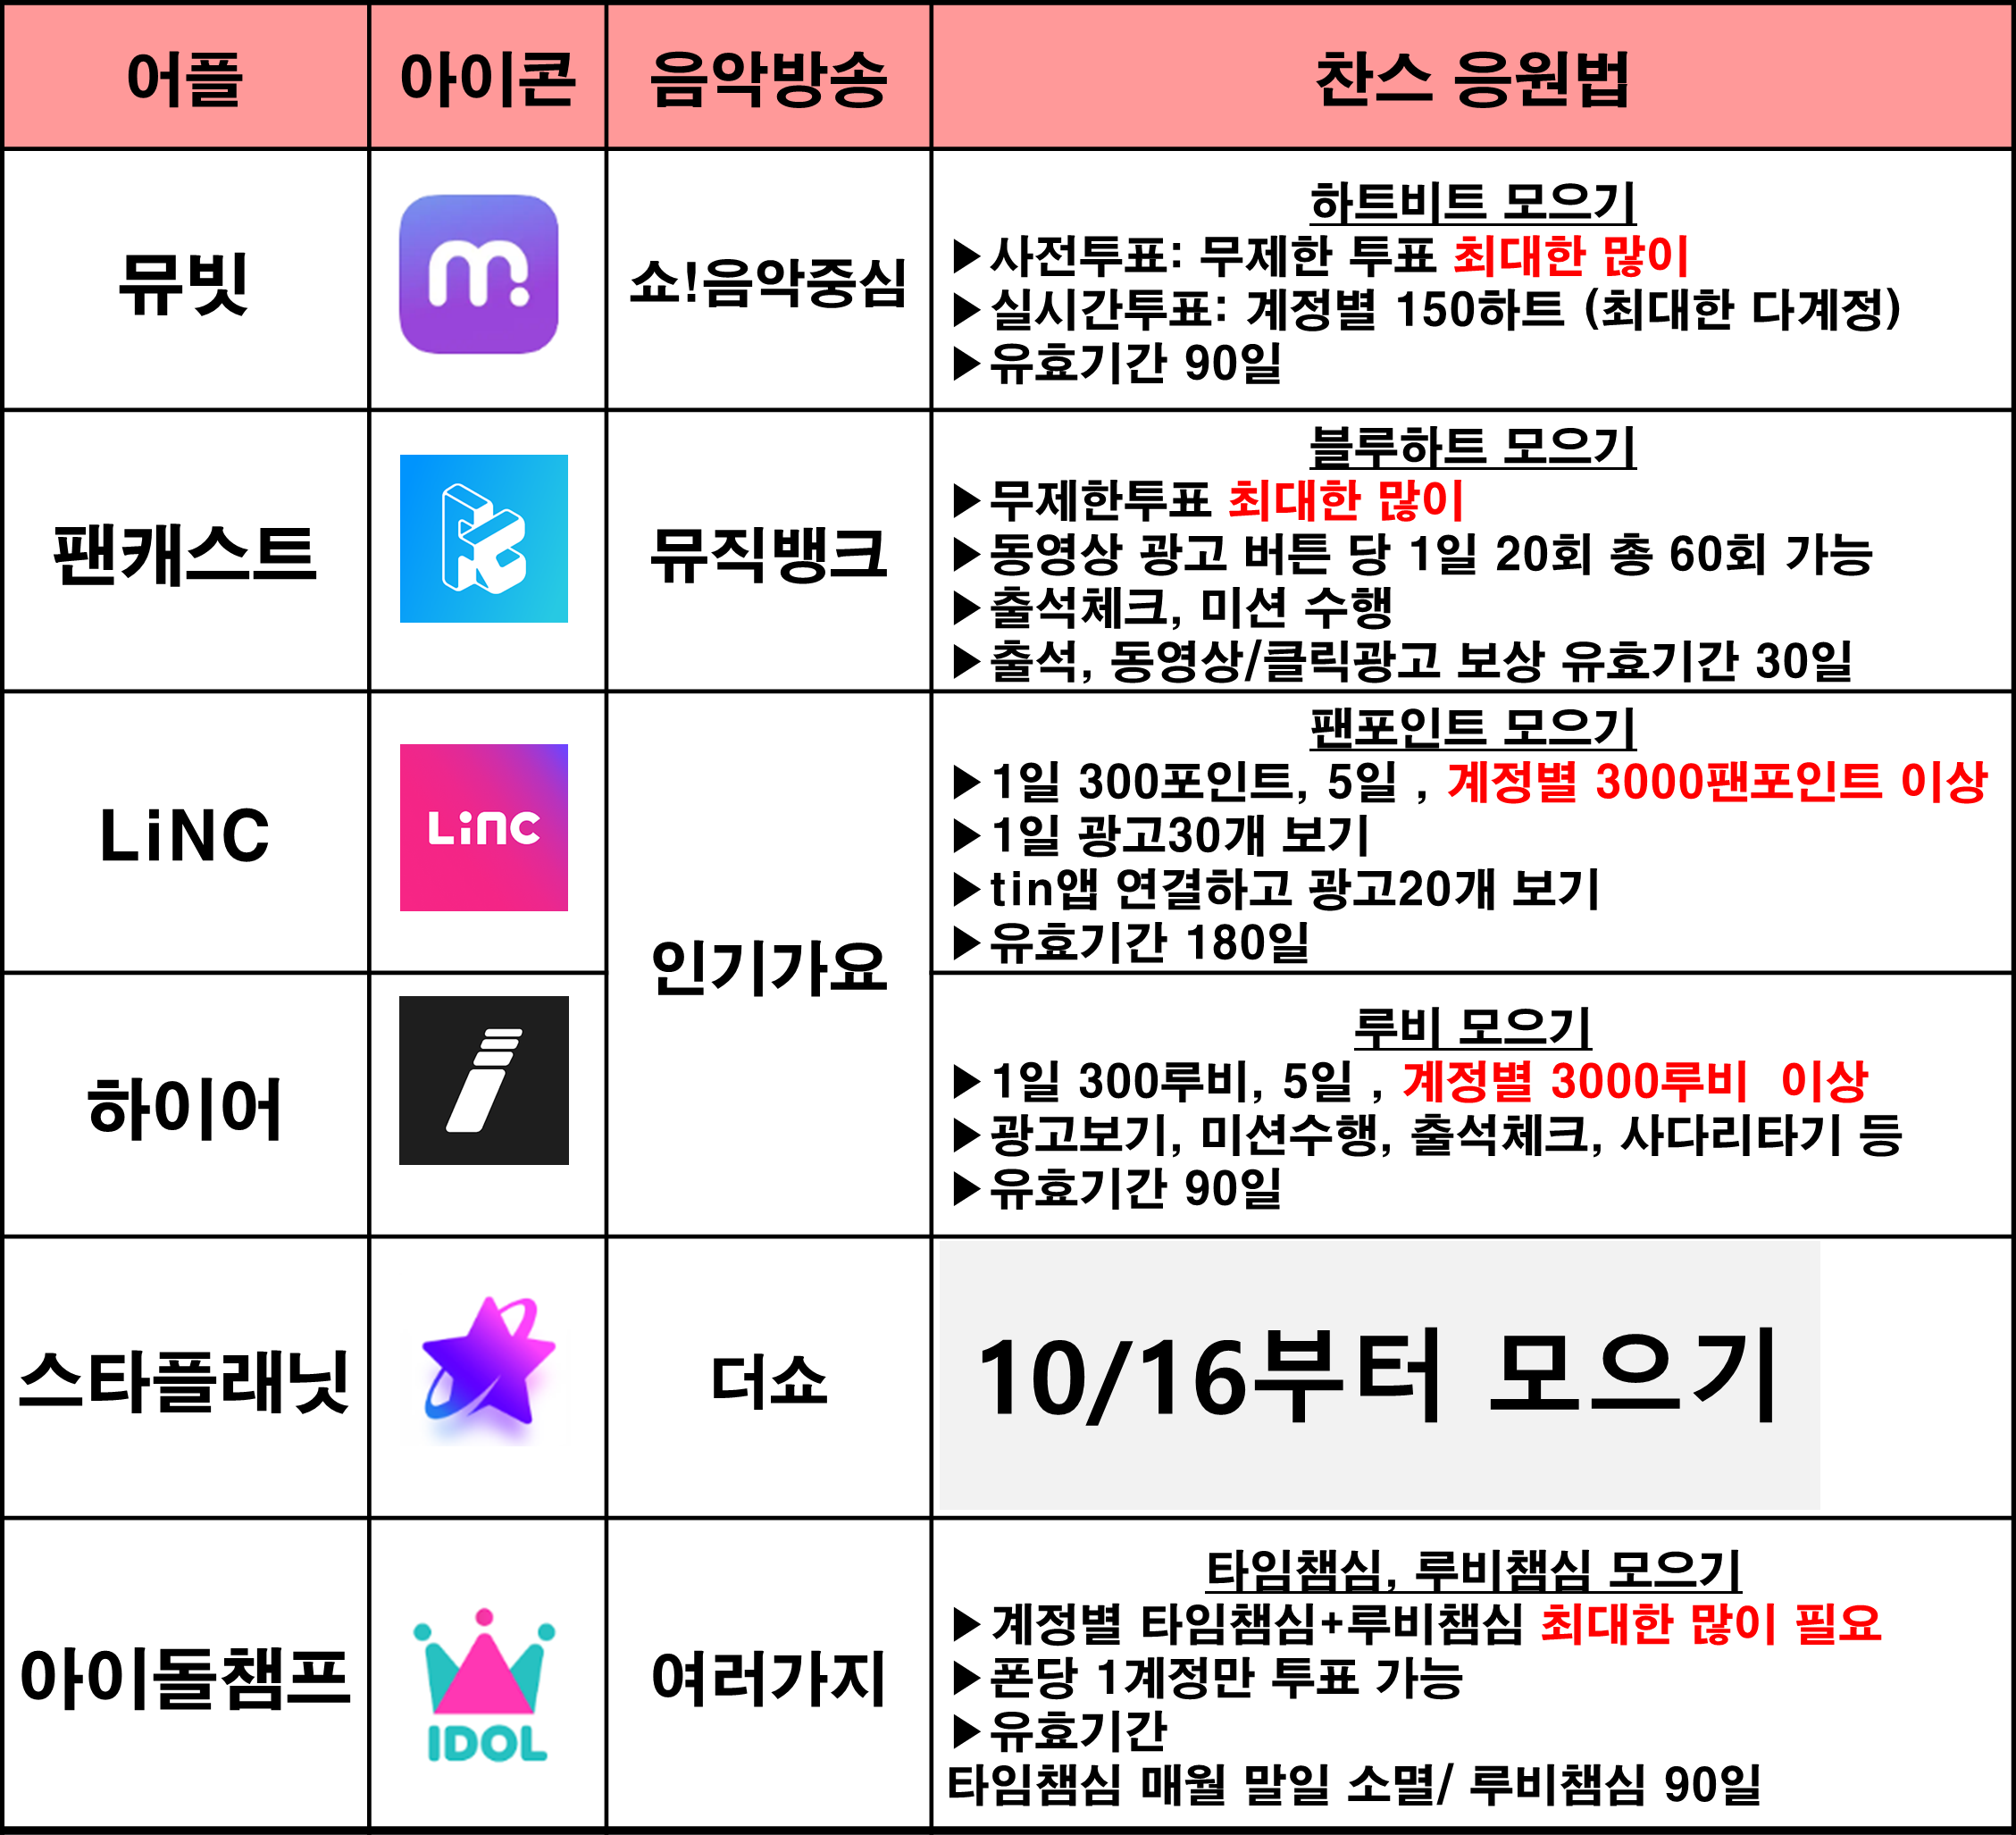 어플 아이콘 음악방송 찬스 응원법
뮤빗
m!
쇼!음악중심
하트비트 모으기
▶사전투표: 무제한 투표 최대한 많이
▶실시간투표: 계정별 150하트 (최대한 다계정)
▶유효기간 90일
팬캐스트
뮤직뱅크
블루하트 모으기
▶무제한투표 최대한 많이
▶동영상 광고 버튼 당 1일 20회 총 60회 가능
▶출석체크, 미션 수행
▶출석, 동영상/클릭광고 보상 유효기간 30일
LiNC
LinC
인기가요
팬포인트 모으기
▶1일 300포인트, 5일 , 계정별 3000팬포인트 이상
▶1일 광고30개 보기
▶tin앱 연결하고 광고20개 보기
▶유효기간 180일
하이어
루비 모으기
▶1일 300루비, 5일 , 계정별 3000루비 이상
▶광고보기, 미션수행, 출석체크, 사다리타기 등
▶유효기간 90일
스타플래닛
더쇼
10/16부터 모으기
아이돌챔프
IDOL
여러가지
타임챔심, 루비챔심 모으기
▶계정별 타임챔심+루비챔심 최대한 많이 필요
▶폰당 1계정만 투표 가능
▶유효기간
타임챔심 매월 말일 소멸/ 루비챔심 90일